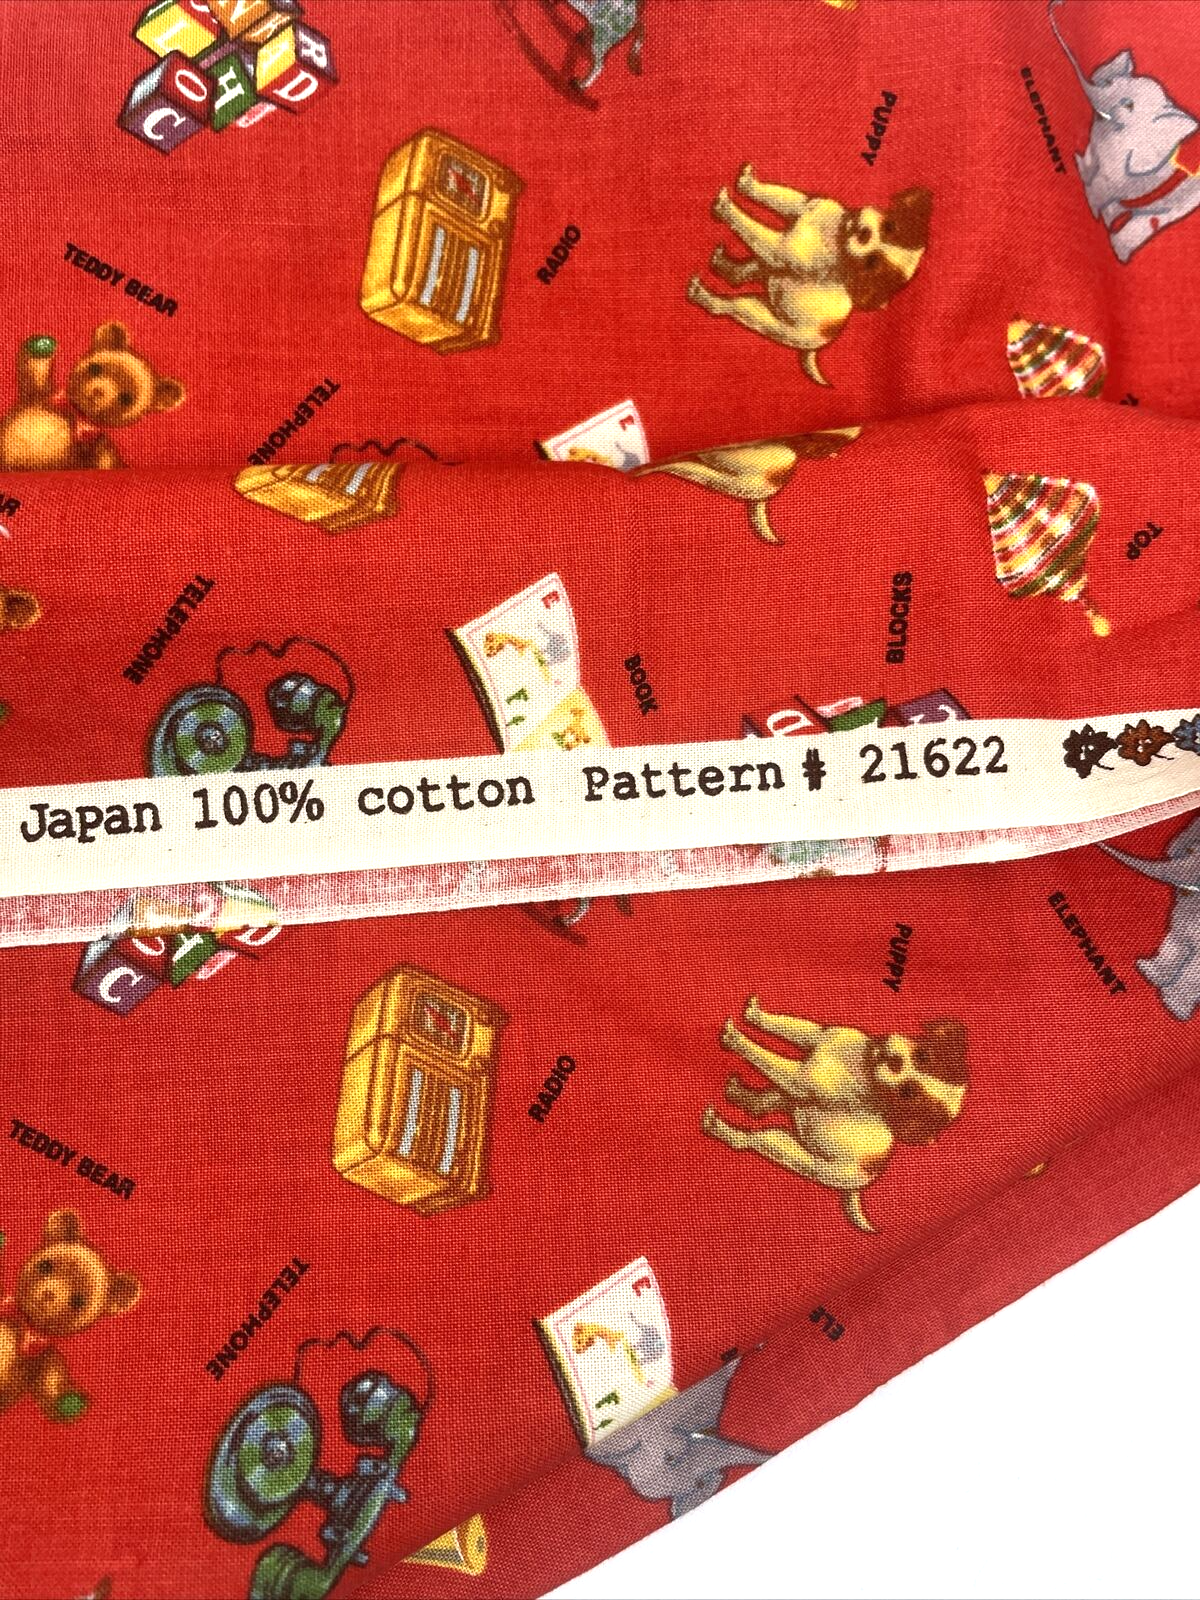 ELEPHANT
PUPPY
RADIO
TEDDY BEAR
TELEPHONE
TOP
TELEPHONE
BLOCKS
BOOK
Japan 100% cotton Pattern # 21622
ELEPHANT
PUPPY
RADIO
TEDDY BEAR
TELEPHONE